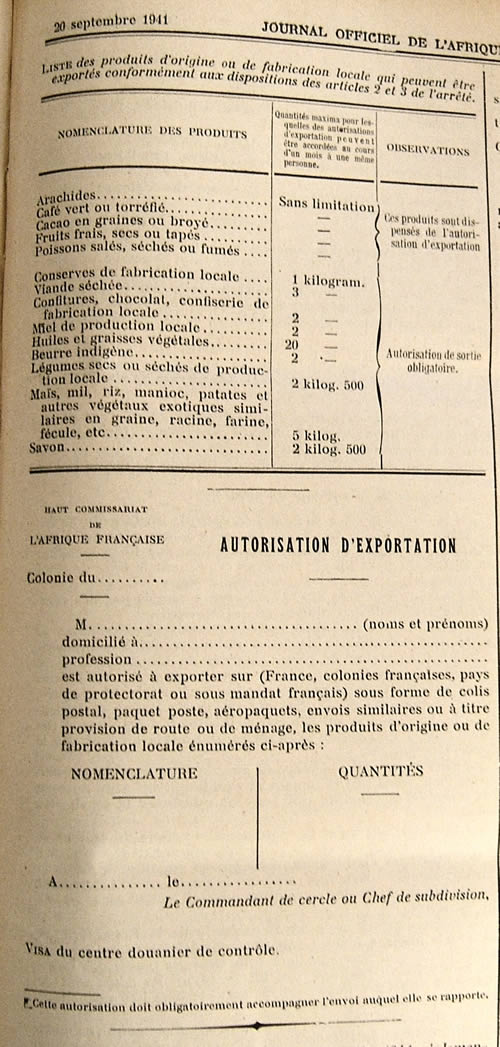 20 septembre 1941
JOURNAL OFFICIEL DE L'AFRIQUE
LISTE des produits d'origine ou de fabrication locale qui peuvent être
exportés conformément aux dispositions des articles 2 et 3 de l'arrêté.
NOMENCLATURE DES PRODUITS
Quantités maxima pour les-
quelles des autorisations
d'exportation peuvent
être accordées au cours
d'un mois à une même
personne.
OBSERVATIONS
Arachides.............................. Sans limitation
Café vert ou torréfié.................. —
Cacao en graines ou broyé.......... —
Fruits frais, secs ou tapés ......... —
Poissons salés, séchés ou fumés .... —
Ces produits sont dis-
pensés de l'autori-
sation d'exportation
Conserves de fabrication locale .... 1 kilogram.
Viande séchée......................... 3 —
Confitures, chocolat, confiserie de
fabrication locale .................. 2 —
Miel de production locale........... 2 —
Huiles et graisses végétales......... 20 —
Beurre indigène....................... 2 —
Légumes secs ou séchés de produc-
tion locale ......................... 2 kilog. 500
Maïs, mil, riz, manioc, patates et
autres végétaux exotiques simi-
laires en graine, racine, farine,
fécule, etc.......................... 5 kilog.
Savon.................................. 2 kilog. 500
Autorisation de sortie
obligatoire.
HAUT COMMISSARIAT
DE
L'AFRIQUE FRANÇAISE
AUTORISATION D'EXPORTATION
Colonie du..........
M...................................... (noms et prénoms)
domicilié à..................................................
profession ..................................................
est autorisé à exporter sur (France, colonies françaises, pays
de protectorat ou sous mandat français) sous forme de colis
postal, paquet poste, aéropaquets, envois similaires ou à titre
provision de route ou de ménage, les produits d'origine ou de
fabrication locale énumérés ci-après :
NOMENCLATURE
QUANTITÉS
A............... le.................
Le Commandant de cercle ou Chef de subdivision,
VISA du centre douanier de contrôle.
Cette autorisation doit obligatoirement accompagner l'envoi auquel elle se rapporte.